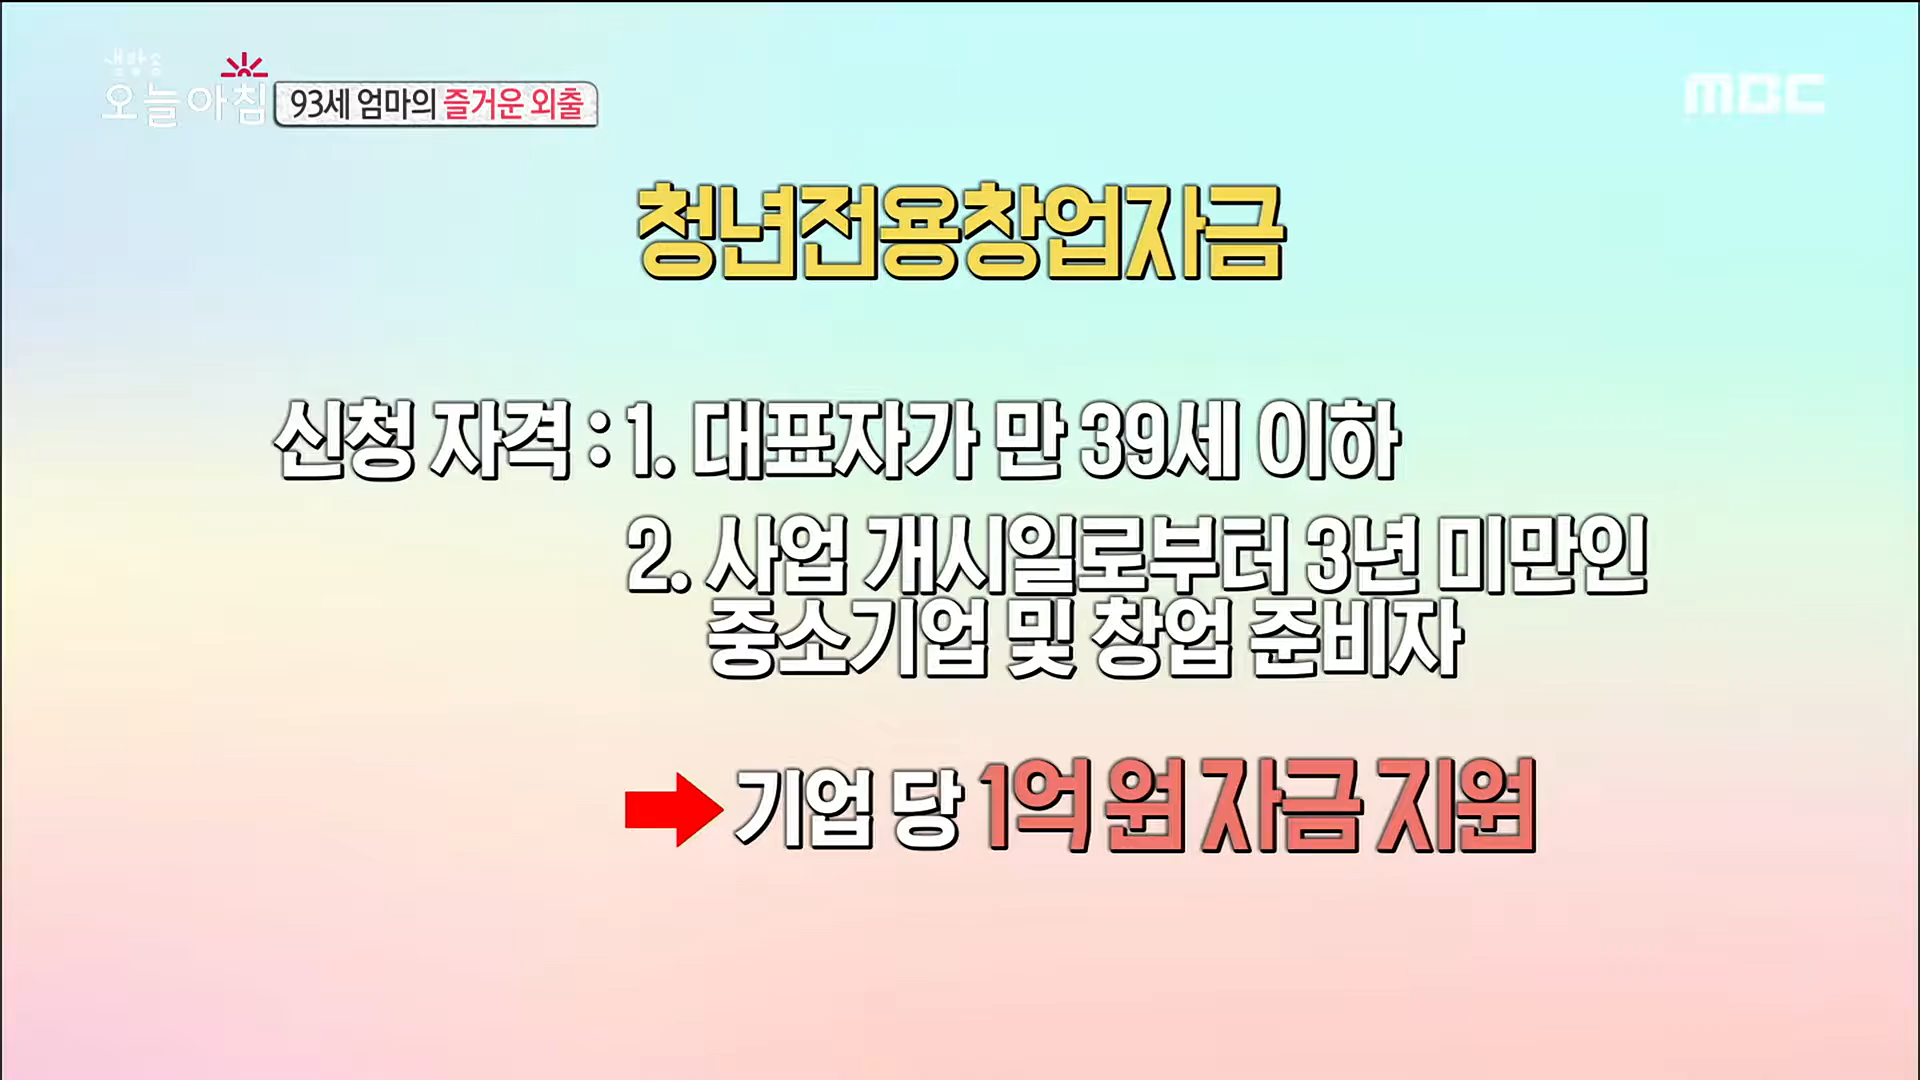 생방송
오늘 아침
93세 엄마의 즐거운 외출
MBC
청년전용창업자금
신청 자격 : 1. 대표자가 만 39세 이하
2. 사업 개시일로부터 3년 미만인
중소기업 및 창업 준비자
기업 당 1억 원 자금 지원